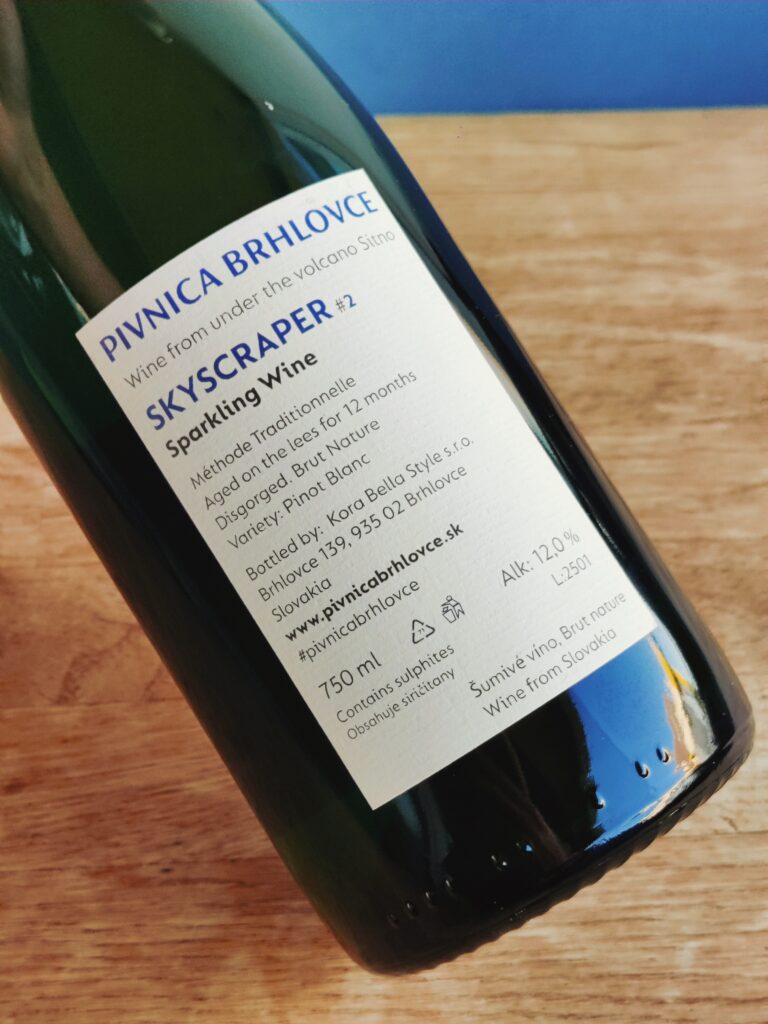 PIVNICA BRHLOVCE
Wine from under the volcano Sitno
SKYSCRAPER #2
Sparkling Wine
Méthode Traditionnelle
Aged on the lees for 12 months
Disgorged. Brut Nature
Variety: Pinot Blanc
Bottled by: Kora Bella Style s.r.o.
Brhlovce 139, 935 02 Brhlovce
Slovakia
www.pivnicabrhlovce.sk
#pivnicabrhlovce
Alk: 12,0 %
L:2501
750 ml
Contains sulphites
Obsahuje siričitany
Šumivé víno, Brut nature
Wine from Slovakia